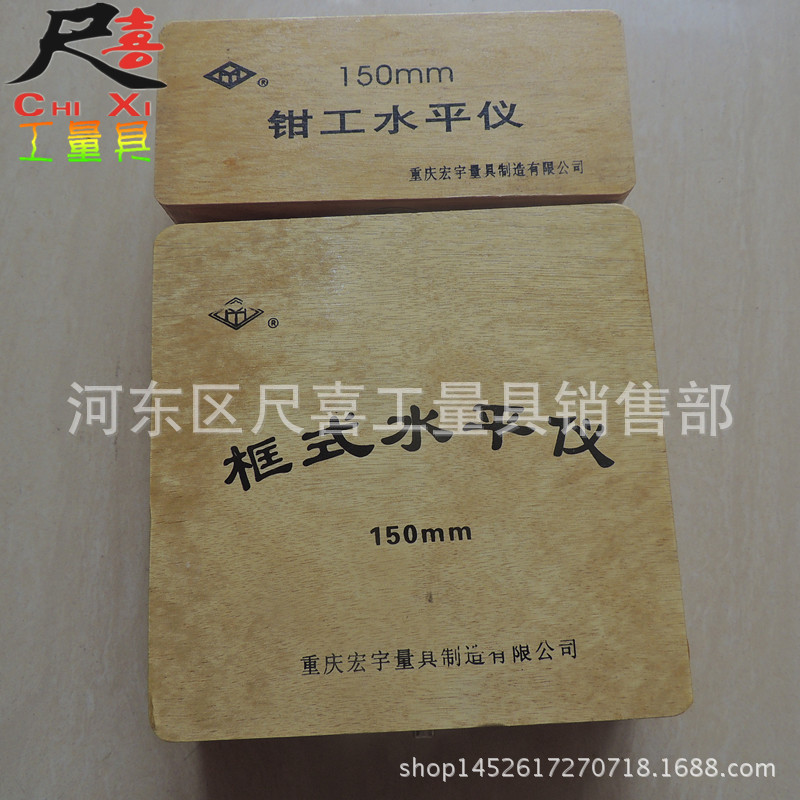 尺喜
CHI XI
工量具
®
150mm
钳工水平仪
重庆宏宇量具制造有限公司
®
河东区尺喜工量具销售部
框式水平仪
150mm
重庆宏宇量具制造有限公司
shop1452617270718.1688.com